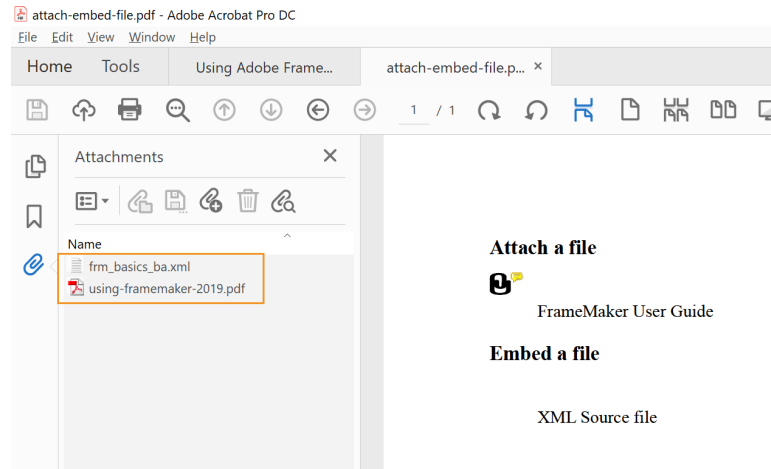 attach-embed-file.pdf - Adobe Acrobat Pro DC
File Edit View Window Help
Home Tools Using Adobe Frame... attach-embed-file.p... ×
1 / 1
Attachments
Name
frm_basics_ba.xml
using-framemaker-2019.pdf
Attach a file
FrameMaker User Guide
Embed a file
XML Source file